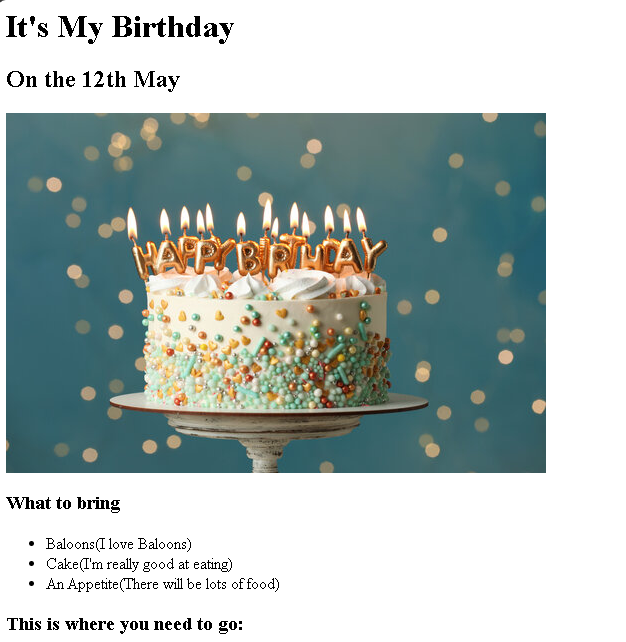 It's My Birthday
On the 12th May
HAPPY BIRTHDAY
What to bring
Baloons(I love Baloons)
Cake(I'm really good at eating)
An Appetite(There will be lots of food)
This is where you need to go: